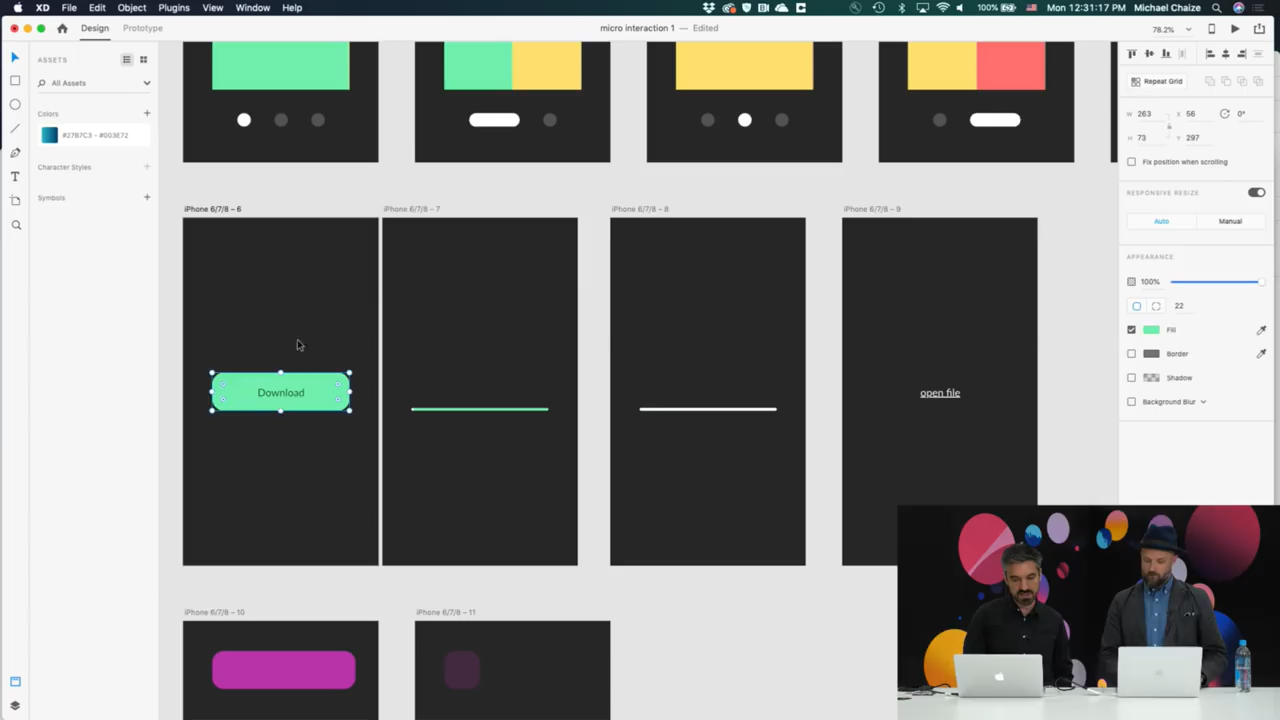 XD File Edit Object Plugins View Window Help 100% Wed 12:31:17 PM Michael Chaize
Design Prototype micro interaction 1 — Edited 78.2%
ASSETS
All Assets
Colors
#27B7C3 - #003E72
Character Styles
Symbols
Repeat Grid
W 263 X 56 0°
H 73 Y 297
Fix position when scrolling
RESPONSIVE RESIZE
Auto Manual
APPEARANCE
100%
22
Fill
Border
Shadow
Background Blur
iPhone 6/7/8 – 6 iPhone 6/7/8 – 7 iPhone 6/7/8 – 8 iPhone 6/7/8 – 9
Download open file
iPhone 6/7/8 – 10 iPhone 6/7/8 – 11